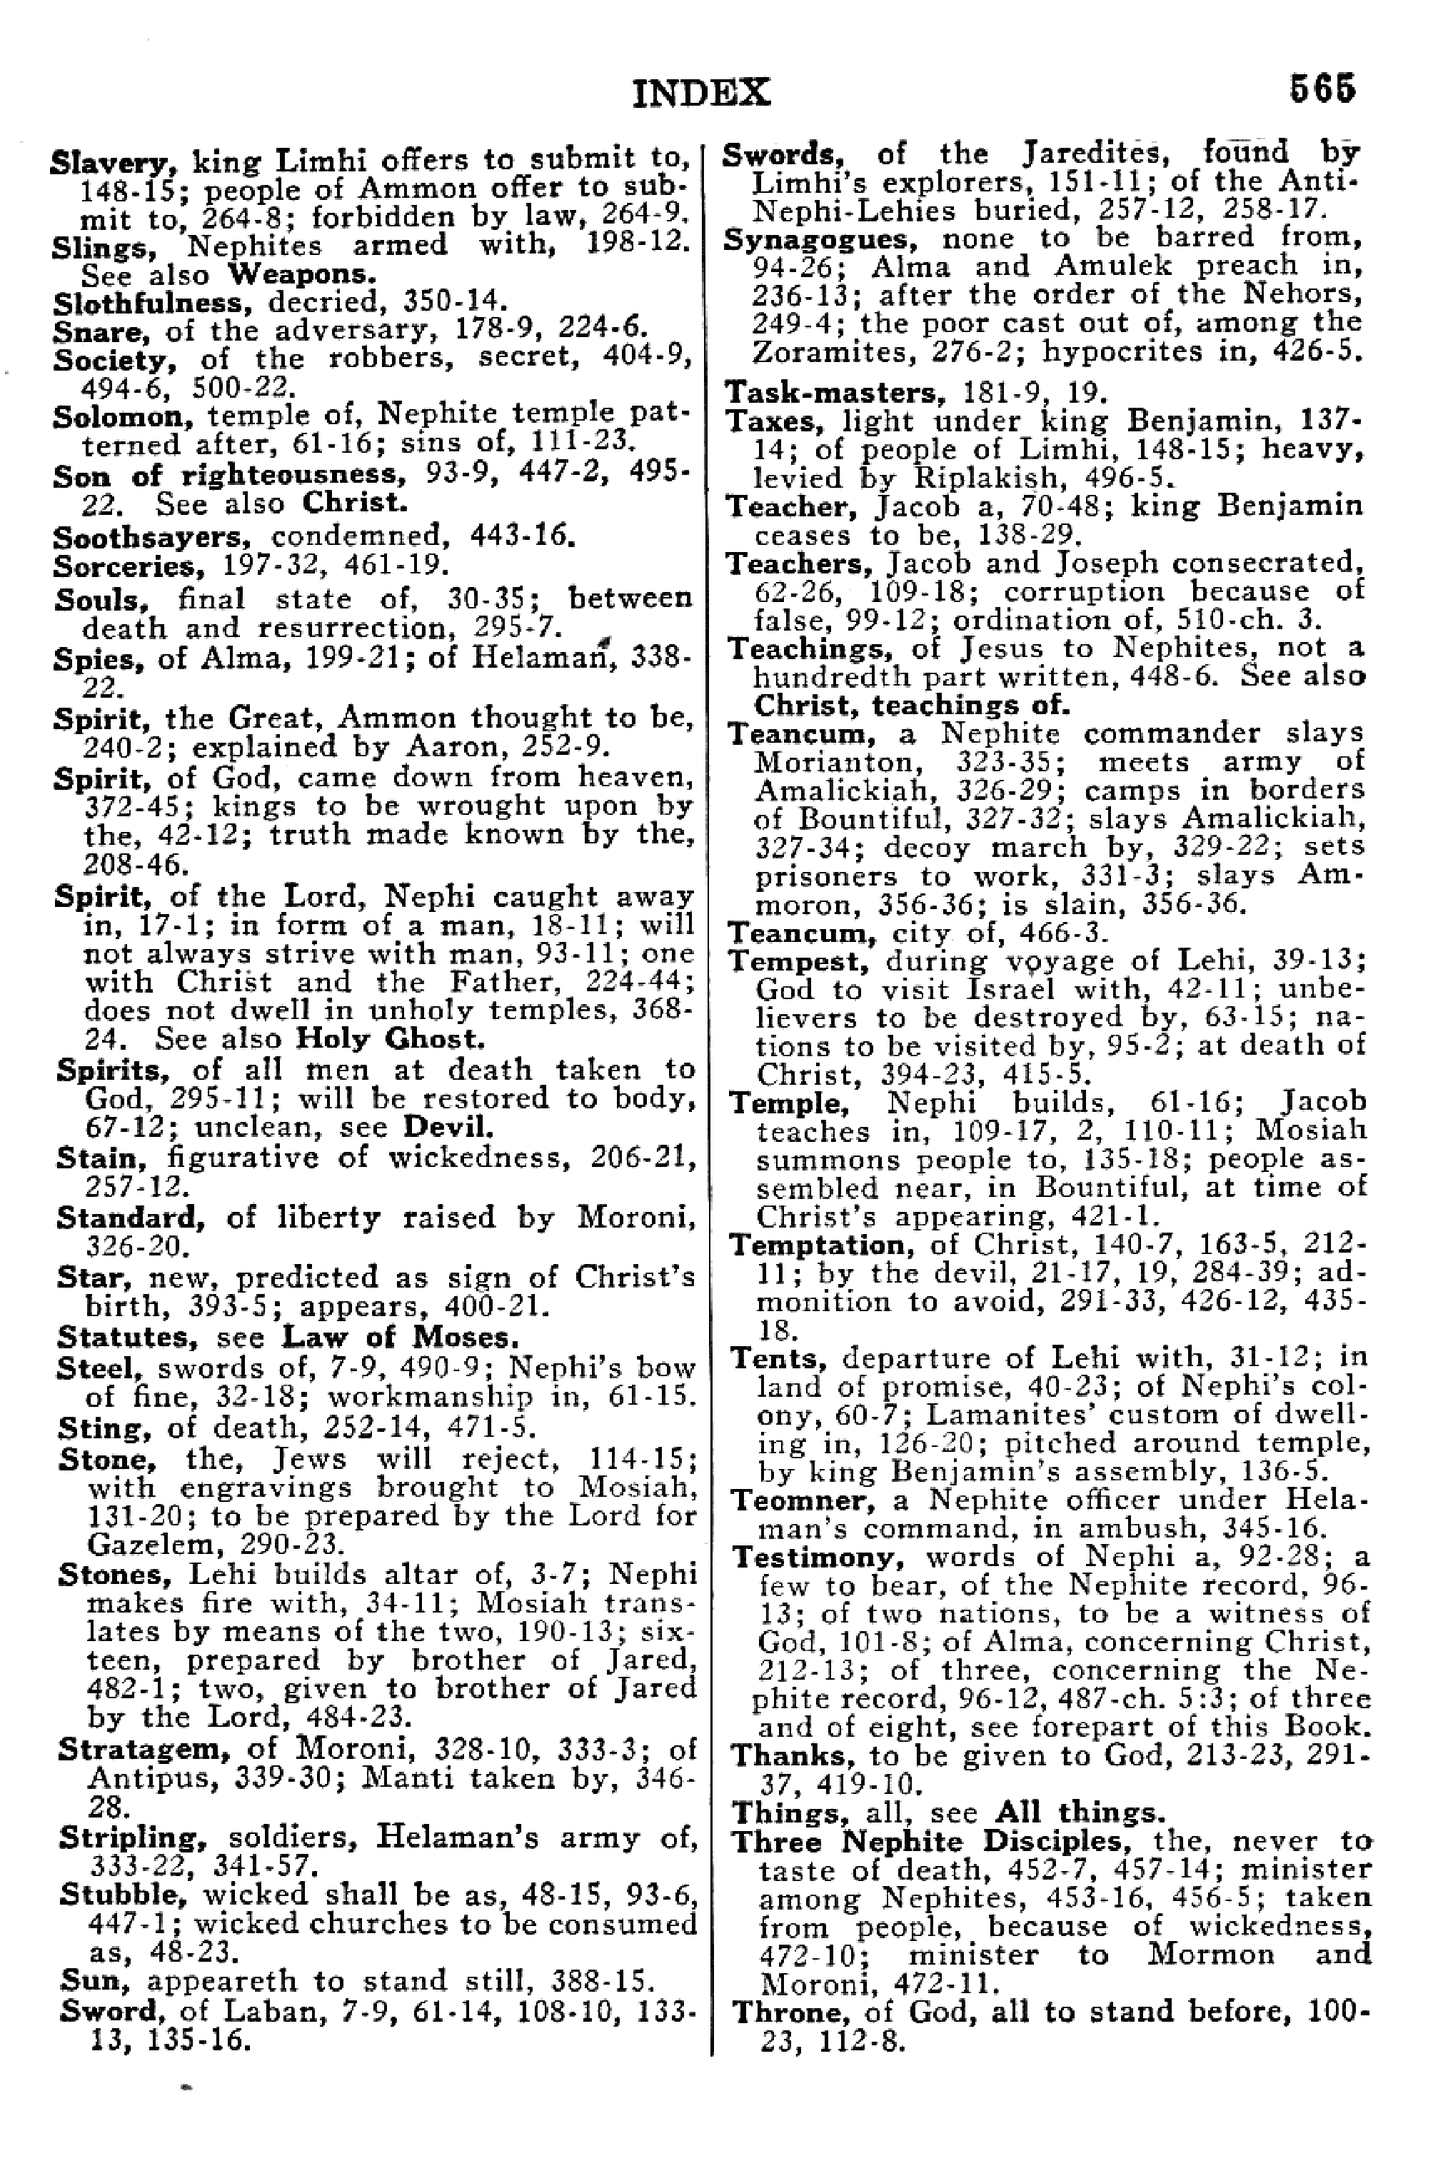 INDEX
565
Slavery, king Limhi offers to submit to,
148-15; people of Ammon offer to sub-
mit to, 264-8; forbidden by law, 264-9.
Slings, Nephites armed with, 198-12.
See also Weapons.
Slothfulness, decried, 350-14.
Snare, of the adversary, 178-9, 224-6.
Society, of the robbers, secret, 404-9,
494-6, 500-22.
Solomon, temple of, Nephite temple pat-
terned after, 61-16; sins of, 111-23.
Son of righteousness, 93-9, 447-2, 495-
22. See also Christ.
Soothsayers, condemned, 443-16.
Sorceries, 197-32, 461-19.
Souls, final state of, 30-35; between
death and resurrection, 295-7.
Spies, of Alma, 199-21; of Helaman, 338-
22.
Spirit, the Great, Ammon thought to be,
240-2; explained by Aaron, 252-9.
Spirit, of God, came down from heaven,
372-45; kings to be wrought upon by
the, 42-12; truth made known by the,
208-46.
Spirit, of the Lord, Nephi caught away
in, 17-1; in form of a man, 18-11; will
not always strive with man, 93-11; one
with Christ and the Father, 224-44;
does not dwell in unholy temples, 368-
24. See also Holy Ghost.
Spirits, of all men at death taken to
God, 295-11; will be restored to body,
67-12; unclean, see Devil.
Stain, figurative of wickedness, 206-21,
257-12.
Standard, of liberty raised by Moroni,
326-20.
Star, new, predicted as sign of Christ's
birth, 393-5; appears, 400-21.
Statutes, see Law of Moses.
Steel, swords of, 7-9, 490-9; Nephi's bow
of fine, 32-18; workmanship in, 61-15.
Sting, of death, 252-14, 471-5.
Stone, the, Jews will reject, 114-15;
with engravings brought to Mosiah,
131-20; to be prepared by the Lord for
Gazelem, 290-23.
Stones, Lehi builds altar of, 3-7; Nephi
makes fire with, 34-11; Mosiah trans-
lates by means of the two, 190-13; six-
teen, prepared by brother of Jared,
482-1; two, given to brother of Jared
by the Lord, 484-23.
Stratagem, of Moroni, 328-10, 333-3; of
Antipus, 339-30; Manti taken by, 346-
28.
Stripling, soldiers, Helaman's army of,
333-22, 341-57.
Stubble, wicked shall be as, 48-15, 93-6,
447-1; wicked churches to be consumed
as, 48-23.
Sun, appeareth to stand still, 388-15.
Sword, of Laban, 7-9, 61-14, 108-10, 133-
13, 135-16.
Swords, of the Jaredites, found by
Limhi's explorers, 151-11; of the Anti-
Nephi-Lehies buried, 257-12, 258-17.
Synagogues, none to be barred from,
94-26; Alma and Amulek preach in,
236-13; after the order of the Nehors,
249-4; the poor cast out of, among the
Zoramites, 276-2; hypocrites in, 426-5.
Task-masters, 181-9, 19.
Taxes, light under king Benjamin, 137-
14; of people of Limhi, 148-15; heavy,
levied by Riplakish, 496-5.
Teacher, Jacob a, 70-48; king Benjamin
ceases to be, 138-29.
Teachers, Jacob and Joseph consecrated,
62-26, 109-18; corruption because of
false, 99-12; ordination of, 510-ch. 3.
Teachings, of Jesus to Nephites, not a
hundredth part written, 448-6. See also
Christ, teachings of.
Teancum, a Nephite commander slays
Morianton, 323-35; meets army of
Amalickiah, 326-29; camps in borders
of Bountiful, 327-32; slays Amalickiah,
327-34; decoy march by, 329-22; sets
prisoners to work, 331-3; slays Am-
moron, 356-36; is slain, 356-36.
Teancum, city of, 466-3.
Tempest, during voyage of Lehi, 39-13;
God to visit Israel with, 42-11; unbe-
lievers to be destroyed by, 63-15; na-
tions to be visited by, 95-2; at death of
Christ, 394-23, 415-5.
Temple, Nephi builds, 61-16; Jacob
teaches in, 109-17, 2, 110-11; Mosiah
summons people to, 135-18; people as-
sembled near, in Bountiful, at time of
Christ's appearing, 421-1.
Temptation, of Christ, 140-7, 163-5, 212-
11; by the devil, 21-17, 19, 284-39; ad-
monition to avoid, 291-33, 426-12, 435-
18.
Tents, departure of Lehi with, 31-12; in
land of promise, 40-23; of Nephi's col-
ony, 60-7; Lamanites' custom of dwell-
ing in, 126-20; pitched around temple,
by king Benjamin's assembly, 136-5.
Teomner, a Nephite officer under Hela-
man's command, in ambush, 345-16.
Testimony, words of Nephi a, 92-28; a
few to bear, of the Nephite record, 96-
13; of two nations, to be a witness of
God, 101-8; of Alma, concerning Christ,
212-13; of three, concerning the Ne-
phite record, 96-12, 487-ch. 5:3; of three
and of eight, see forepart of this Book.
Thanks, to be given to God, 213-23, 291-
37, 419-10.
Things, all, see All things.
Three Nephite Disciples, the, never to
taste of death, 452-7, 457-14; minister
among Nephites, 453-16, 456-5; taken
from people, because of wickedness,
472-10; minister to Mormon and
Moroni, 472-11.
Throne, of God, all to stand before, 100-
23, 112-8.